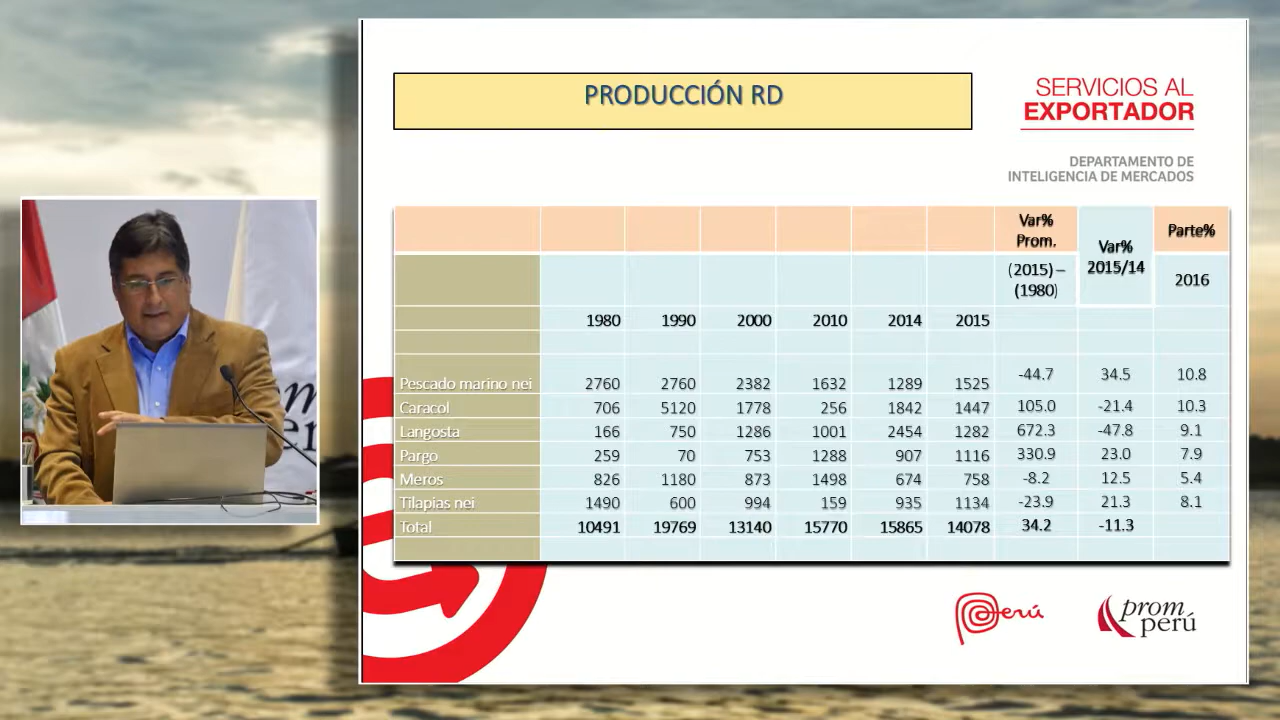 PRODUCCIÓN RD
SERVICIOS AL
EXPORTADOR
DEPARTAMENTO DE
INTELIGENCIA DE MERCADOS
Var%
Prom.
Var%
2015/14
Parte%
(2015) –
(1980)
2016
1980 1990 2000 2010 2014 2015
Pescado marino nei 2760 2760 2382 1632 1289 1525 -44.7 34.5 10.8
Caracol 706 5120 1778 256 1842 1447 105.0 -21.4 10.3
Langosta 166 750 1286 1001 2454 1282 672.3 -47.8 9.1
Pargo 259 70 753 1288 907 1116 330.9 23.0 7.9
Meros 826 1180 873 1498 674 758 -8.2 12.5 5.4
Tilapias nei 1490 600 994 159 935 1134 -23.9 21.3 8.1
Total 10491 19769 13140 15770 15865 14078 34.2 -11.3
Perú
prom
perú